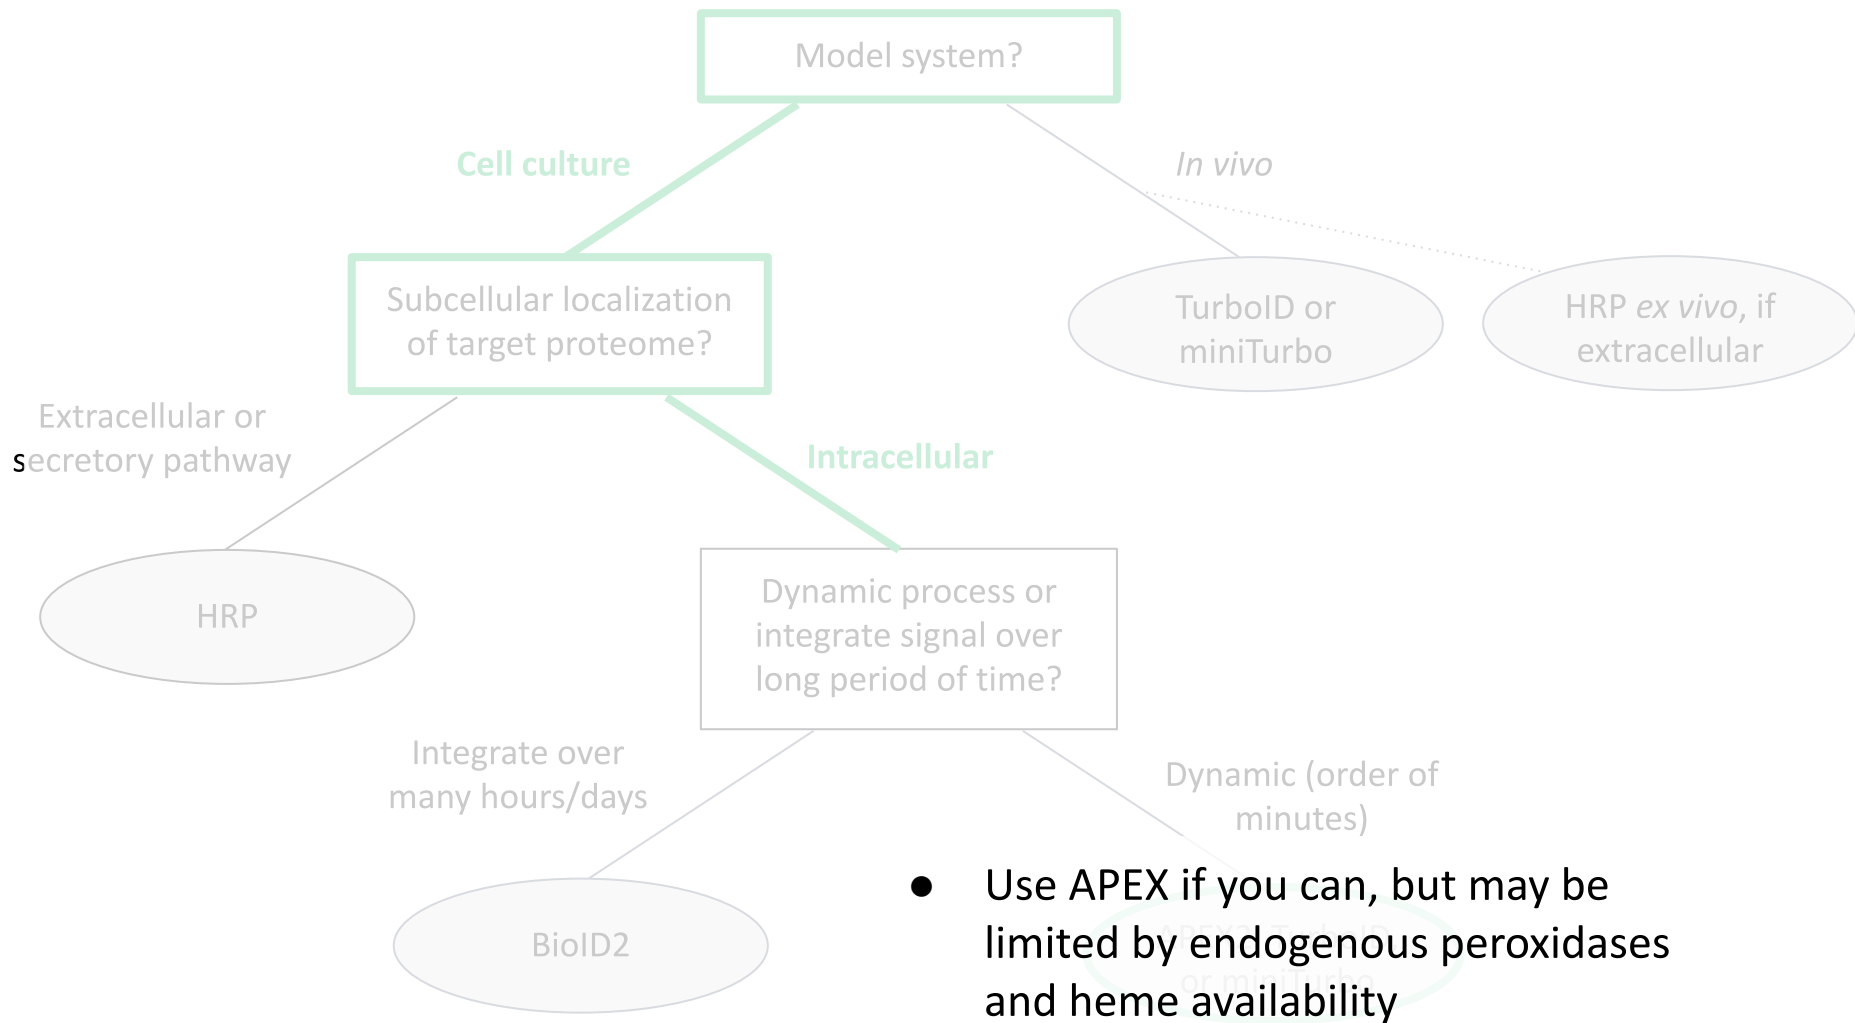 Model system?
Cell culture
In vivo
Subcellular localization
of target proteome?
TurboID or
miniTurbo
HRP ex vivo, if
extracellular
Extracellular or
secretory pathway
Intracellular
HRP
Dynamic process or
integrate signal over
long period of time?
Integrate over
many hours/days
Dynamic (order of
minutes)
BioID2
● Use APEX if you can, but may be
limited by endogenous peroxidases
and heme availability
or miniTurbo